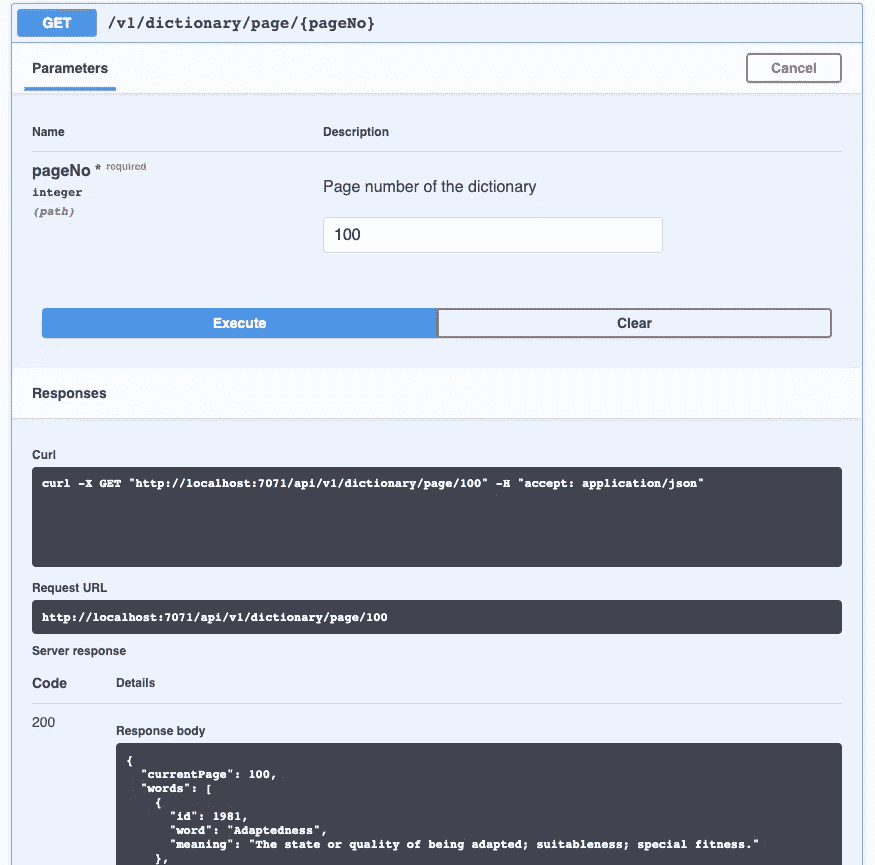 GET /v1/dictionary/page/{pageNo}
Parameters Cancel
Name Description
pageNo * required
integer
(path)
Page number of the dictionary
100
Execute Clear
Responses
Curl
curl -X GET "http://localhost:7071/api/v1/dictionary/page/100" -H "accept: application/json"
Request URL
http://localhost:7071/api/v1/dictionary/page/100
Server response
Code Details
200
Response body
{
"currentPage": 100,
"words": [
{
"id": 1981,
"word": "Adaptedness",
"meaning": "The state or quality of being adapted; suitableness; special fitness."
},